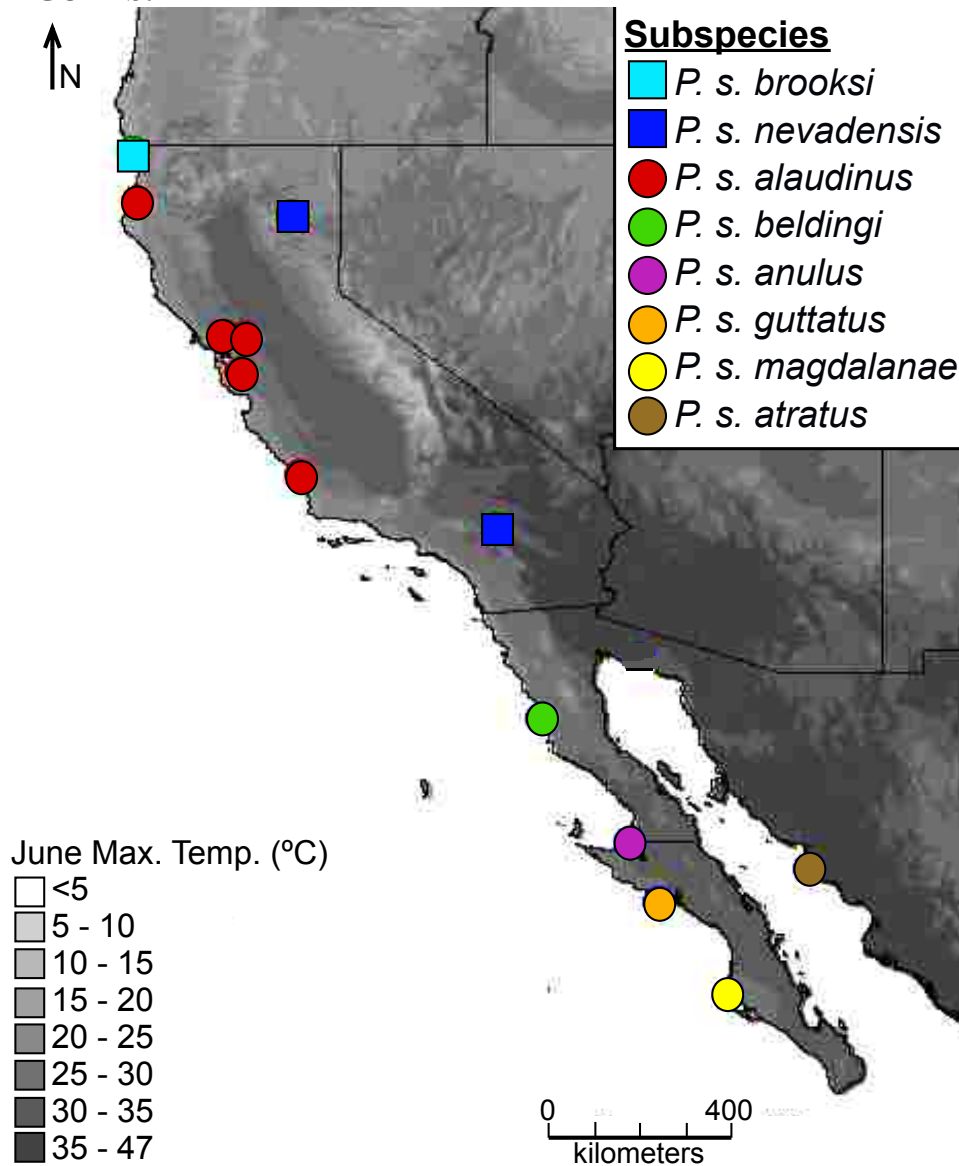 N
Subspecies
P. s. brooksi
P. s. nevadensis
P. s. alaudinus
P. s. beldingi
P. s. anulus
P. s. guttatus
P. s. magdalanae
P. s. atratus
June Max. Temp. (ºC)
<5
5 - 10
10 - 15
15 - 20
20 - 25
25 - 30
30 - 35
35 - 47
0 400
kilometers